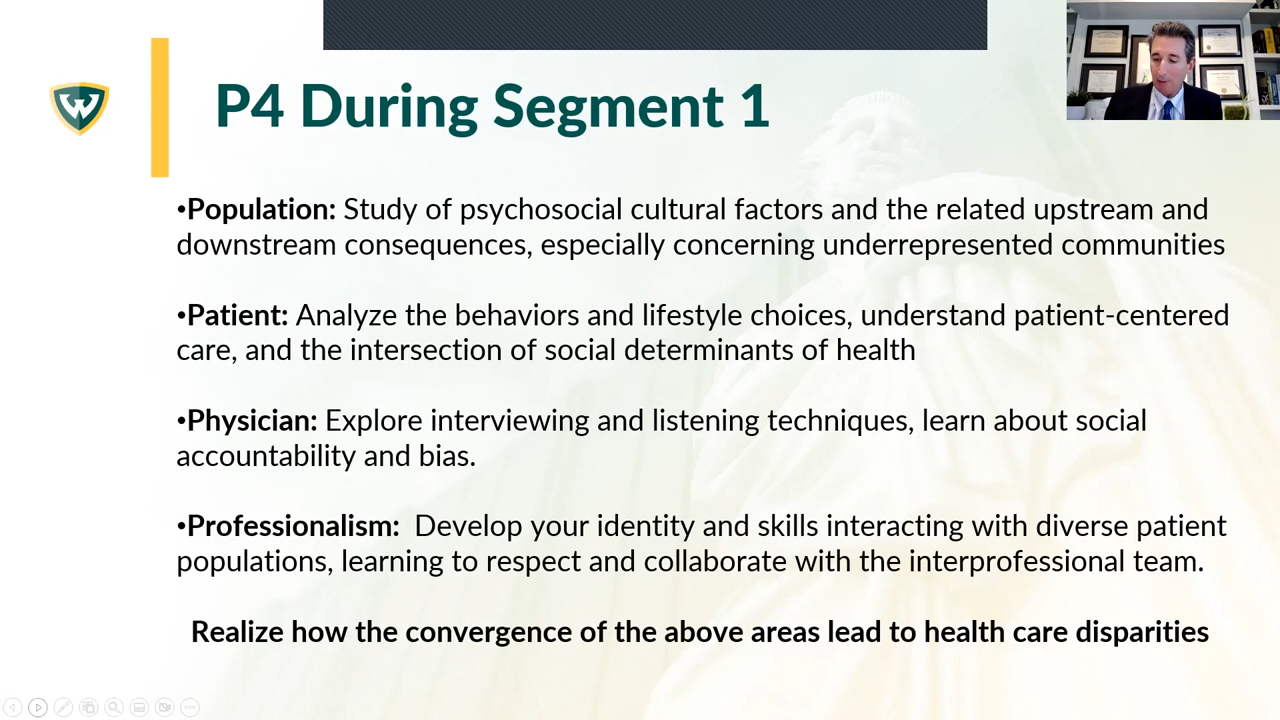 P4 During Segment 1
•Population: Study of psychosocial cultural factors and the related upstream and
downstream consequences, especially concerning underrepresented communities
•Patient: Analyze the behaviors and lifestyle choices, understand patient-centered
care, and the intersection of social determinants of health
•Physician: Explore interviewing and listening techniques, learn about social
accountability and bias.
•Professionalism:  Develop your identity and skills interacting with diverse patient
populations, learning to respect and collaborate with the interprofessional team.
Realize how the convergence of the above areas lead to health care disparities